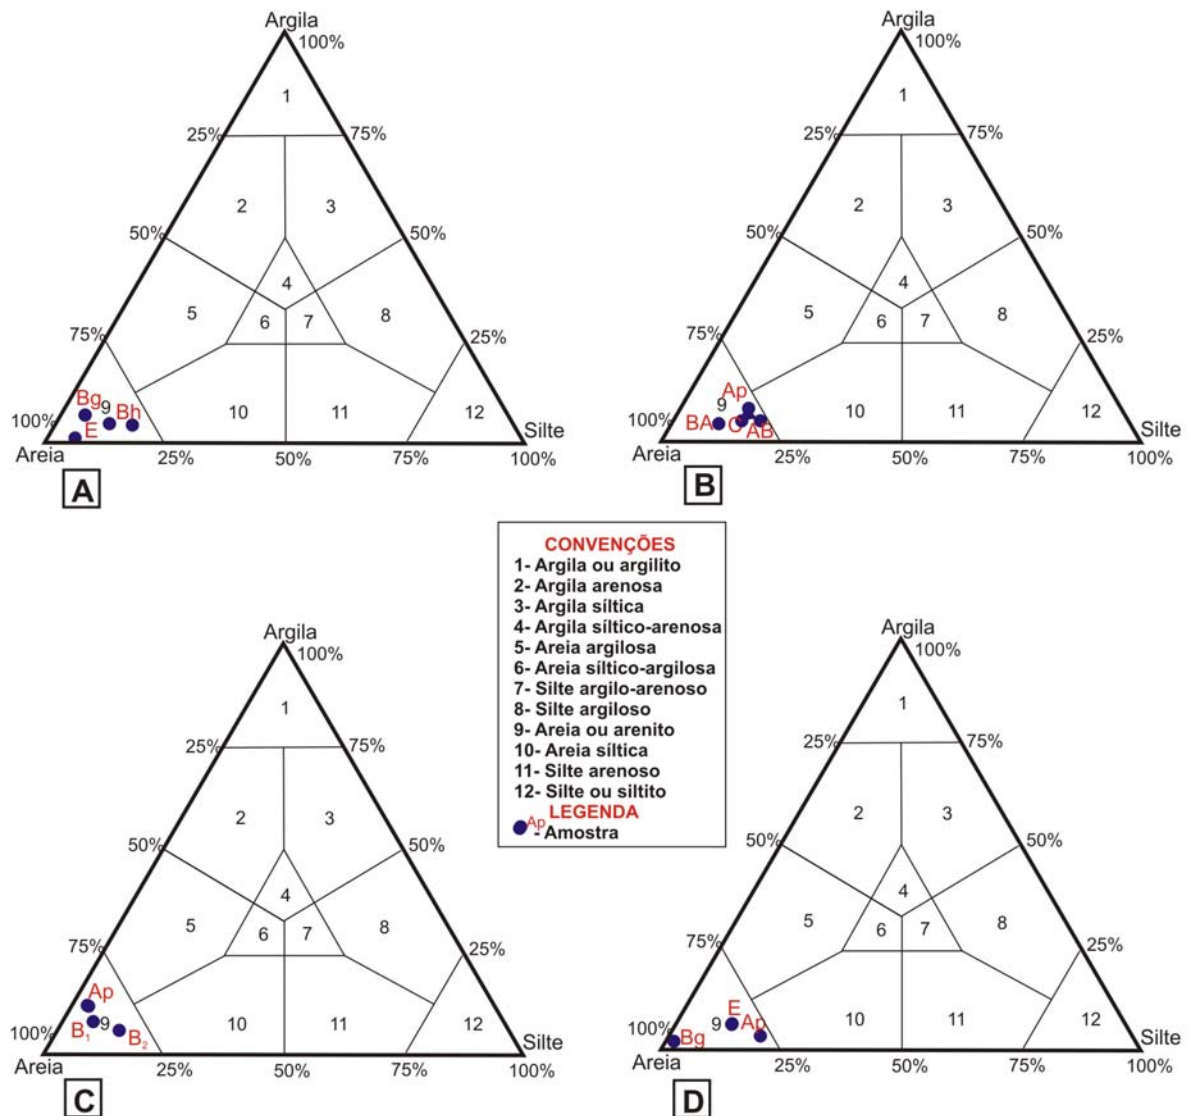 Argila
100%
1
25%
75%
2
3
50%
50%
4
5
6
7
8
75%
25%
Bg
9
Bh
100%
E
10
11
12
Silte
Areia
25%
50%
75%
100%
A
Argila
100%
1
25%
75%
2
3
50%
50%
4
5
6
7
8
75%
25%
Ap
9
100%
BA
C
AB
10
11
12
Silte
Areia
25%
50%
75%
100%
B
CONVENÇÕES
1- Argila ou argilito
2- Argila arenosa
3- Argila síltica
4- Argila síltico-arenosa
5- Areia argilosa
6- Areia síltico-argilosa
7- Silte argilo-arenoso
8- Silte argiloso
9- Areia ou arenito
10- Areia síltica
11- Silte arenoso
12- Silte ou siltito
LEGENDA
Ap
- Amostra
Argila
100%
1
25%
75%
2
3
50%
50%
4
5
6
7
8
75%
25%
Ap
9
100%
B₁
B₂
10
11
12
Silte
Areia
25%
50%
75%
100%
C
Argila
100%
1
25%
75%
2
3
50%
50%
4
5
6
7
8
75%
25%
E
9
Ap
100%
Bg
10
11
12
Silte
Areia
25%
50%
75%
100%
D